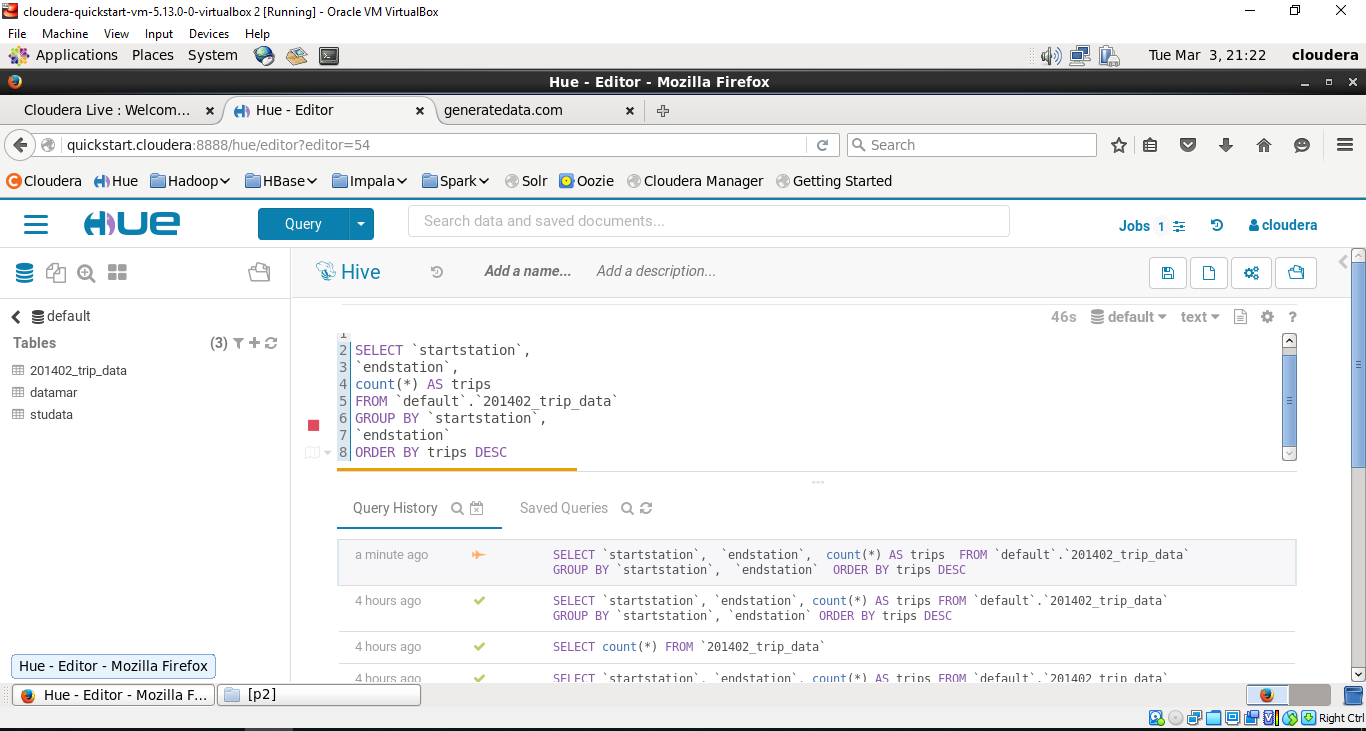 cloudera-quickstart-vm-5.13.0-0-virtualbox 2 [Running] - Oracle VM VirtualBox
File Machine View Input Devices Help
Applications Places System Tue Mar 3, 21:22 cloudera
Hue - Editor - Mozilla Firefox
Cloudera Live : Welcom... Hue - Editor generatedata.com
quickstart.cloudera:8888/hue/editor?editor=54 Search
Cloudera Hue Hadoop HBase Impala Spark Solr Oozie Cloudera Manager Getting Started
HUE Query Search data and saved documents... Jobs 1 cloudera
Hive Add a name... Add a description...
default
46s default text ?
Tables (3)
201402_trip_data
datamar
studata
1
2 SELECT `startstation`,
3 `endstation`,
4 count(*) AS trips
5 FROM `default`.`201402_trip_data`
6 GROUP BY `startstation`,
7 `endstation`
8 ORDER BY trips DESC
Query History Saved Queries
a minute ago SELECT `startstation`, `endstation`, count(*) AS trips FROM `default`.`201402_trip_data`
GROUP BY `startstation`, `endstation` ORDER BY trips DESC
4 hours ago SELECT `startstation`, `endstation`, count(*) AS trips FROM `default`.`201402_trip_data`
GROUP BY `startstation`, `endstation` ORDER BY trips DESC
4 hours ago SELECT count(*) FROM `201402_trip_data`
4 hours ago SELECT `startstation`, `endstation`, count(*) AS trips FROM `default`.`201402_trip_data`
Hue - Editor - Mozilla Firefox
Hue - Editor - Mozilla F... [p2]
Right Ctrl